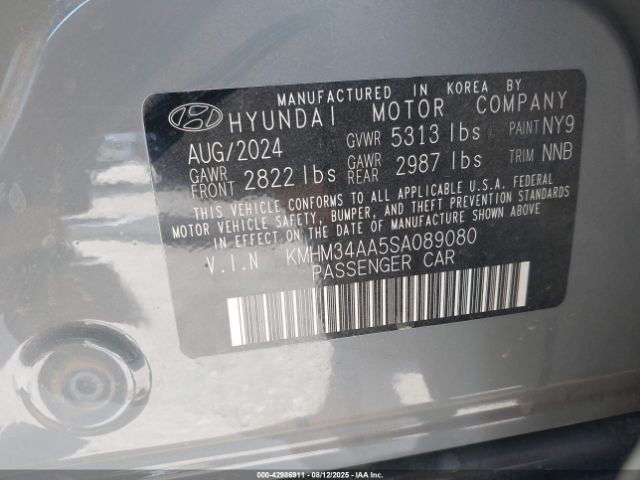 MANUFACTURED IN KOREA BY
HYUNDAI MOTOR COMPANY
AUG/2024 GVWR 5313 lbs PAINT NY9
GAWR FRONT 2822 lbs GAWR REAR 2987 lbs TRIM NNB
THIS VEHICLE CONFORMS TO ALL APPLICABLE U.S.A. FEDERAL
MOTOR VEHICLE SAFETY, BUMPER, AND THEFT PREVENTION STANDARDS
IN EFFECT ON THE DATE OF MANUFACTURE SHOWN ABOVE.
V.I.N KMHM34AA5SA089080
PASSENGER CAR
000-42986911 - 08/12/2025 - IAAI.COM